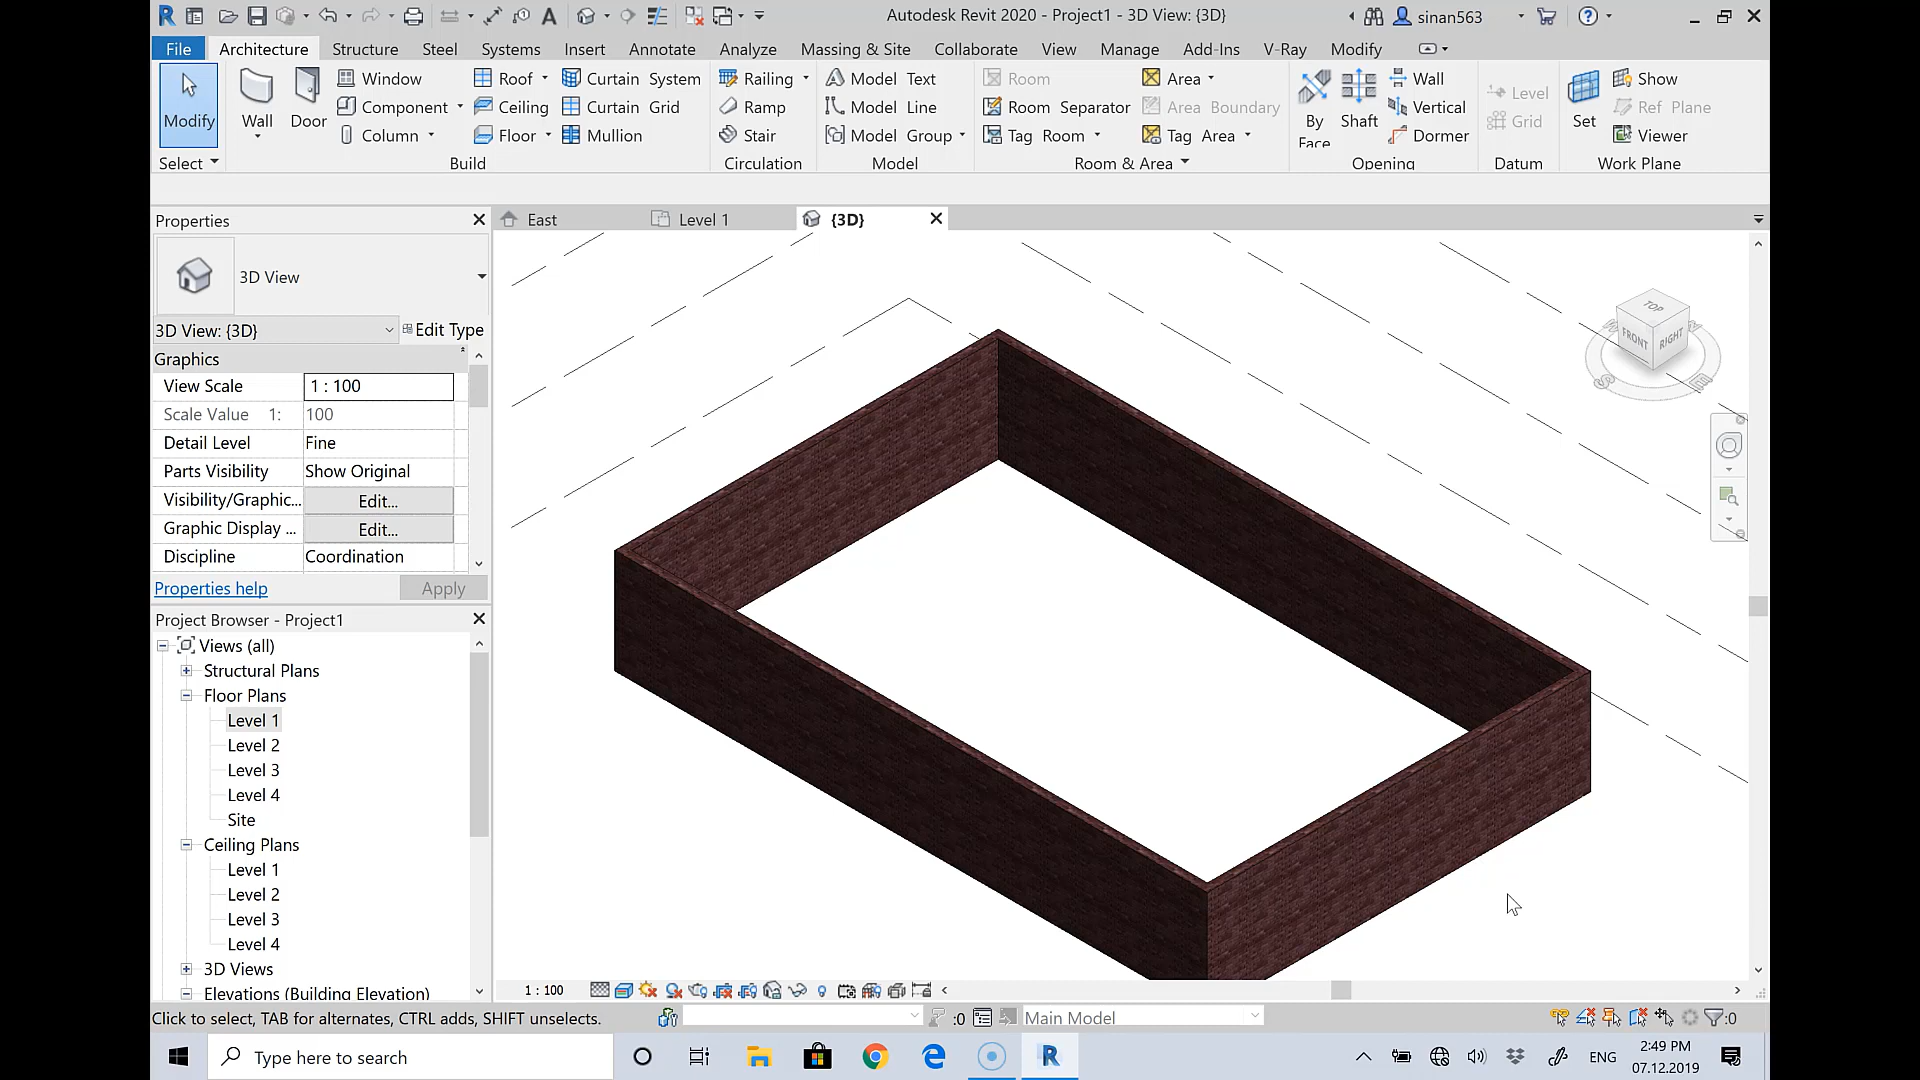 Autodesk Revit 2020 - Project1 - 3D View: {3D}
sinan563
File Architecture Structure Steel Systems Insert Annotate Analyze Massing & Site Collaborate View Manage Add-Ins V-Ray Modify
Modify
Wall
Door
Window
Component
Column
Roof
Ceiling
Floor
Curtain System
Curtain Grid
Mullion
Railing
Ramp
Stair
Model Text
Model Line
Model Group
Room
Room Separator
Tag Room
Area
Area Boundary
Tag Area
By
Face
Shaft
Wall
Vertical
Dormer
Level
Grid
Set
Show
Ref Plane
Viewer
Select Build Circulation Model Room & Area Opening Datum Work Plane
Properties
East
Level 1
{3D}
3D View
3D View: {3D} Edit Type
Graphics
View Scale 1 : 100
Scale Value 1: 100
Detail Level Fine
Parts Visibility Show Original
Visibility/Graphic... Edit...
Graphic Display ... Edit...
Discipline Coordination
Properties help Apply
Project Browser - Project1
Views (all)
Structural Plans
Floor Plans
Level 1
Level 2
Level 3
Level 4
Site
Ceiling Plans
Level 1
Level 2
Level 3
Level 4
3D Views
Elevations (Building Elevation)
TOP
FRONT
RIGHT
S
E
1 : 100
Click to select, TAB for alternates, CTRL adds, SHIFT unselects.
:0
Main Model
:0
Type here to search
ENG
2:49 PM
07.12.2019